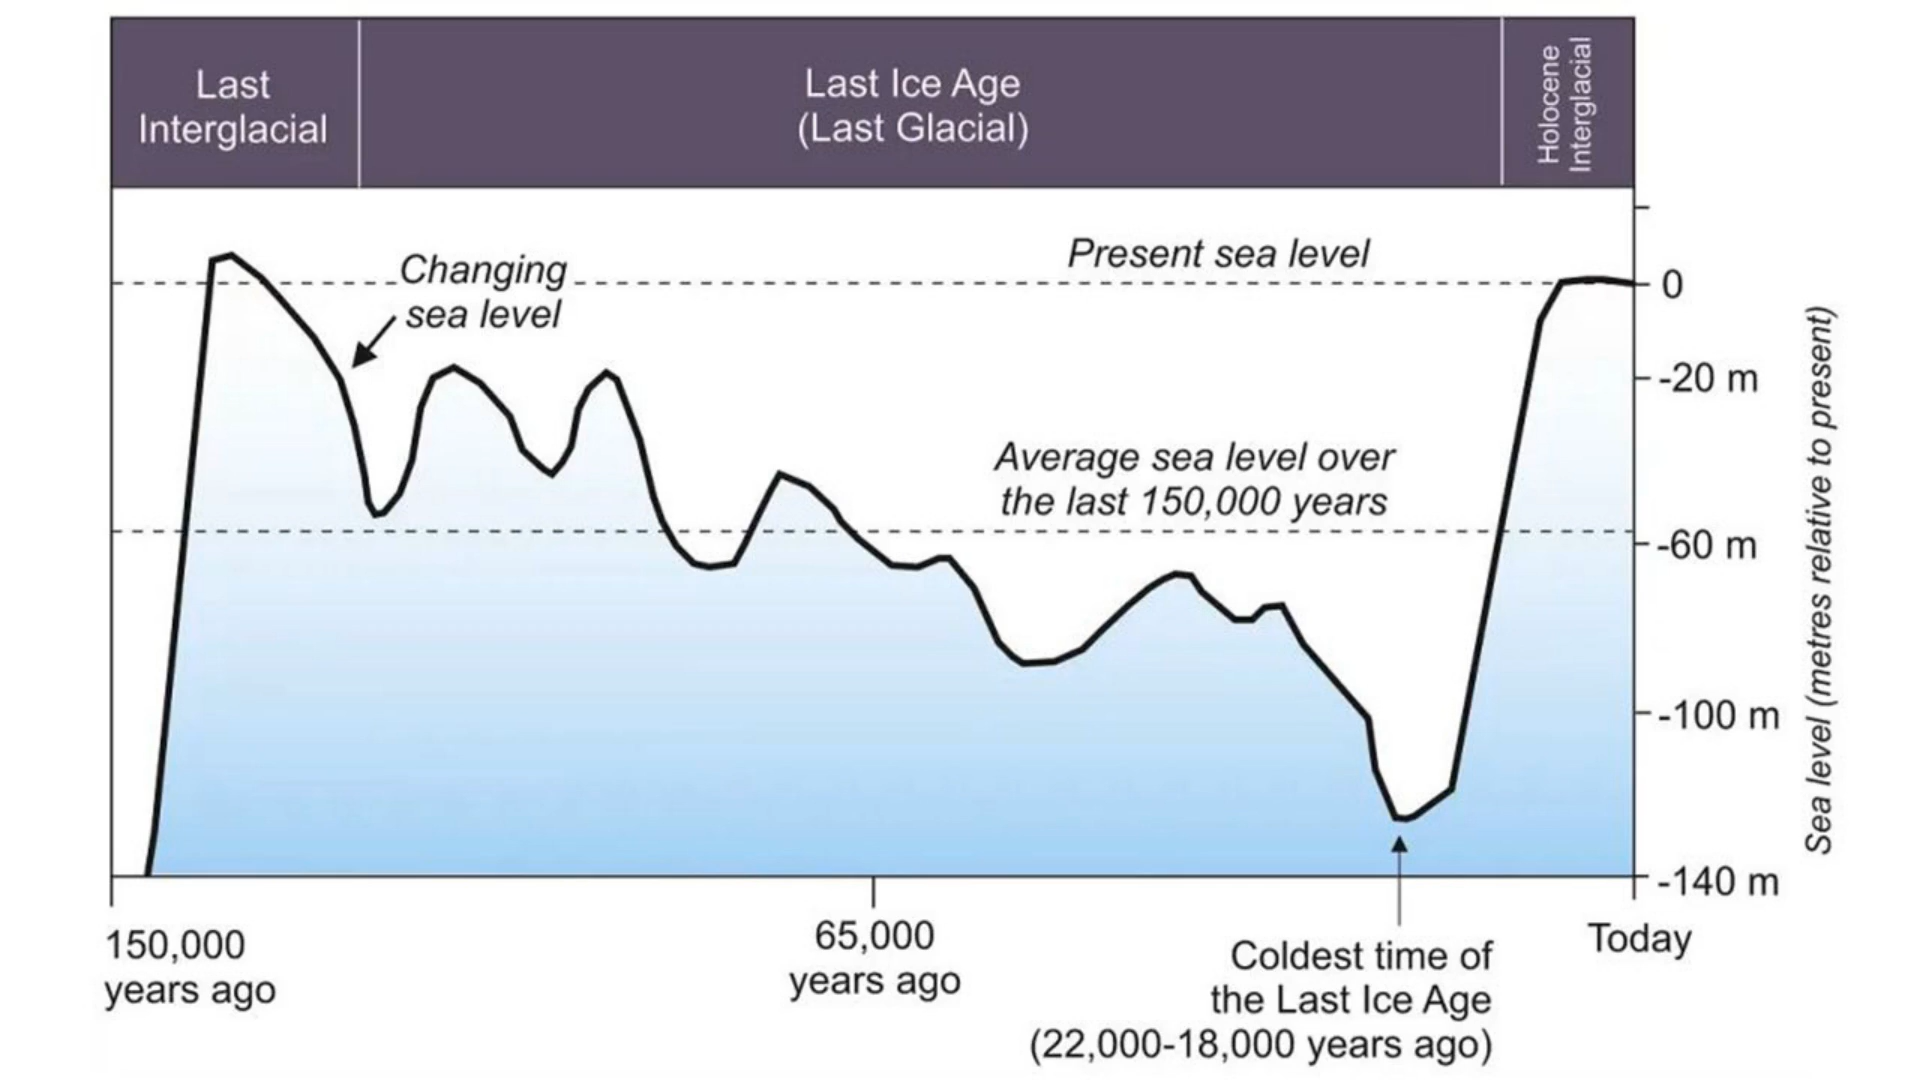 Last
Interglacial
Last Ice Age
(Last Glacial)
Holocene
Interglacial
Changing
sea level
Present sea level
Average sea level over
the last 150,000 years
0
-20 m
-60 m
-100 m
-140 m
Sea level (metres relative to present)
150,000
years ago
65,000
years ago
Coldest time of
the Last Ice Age
(22,000-18,000 years ago)
Today